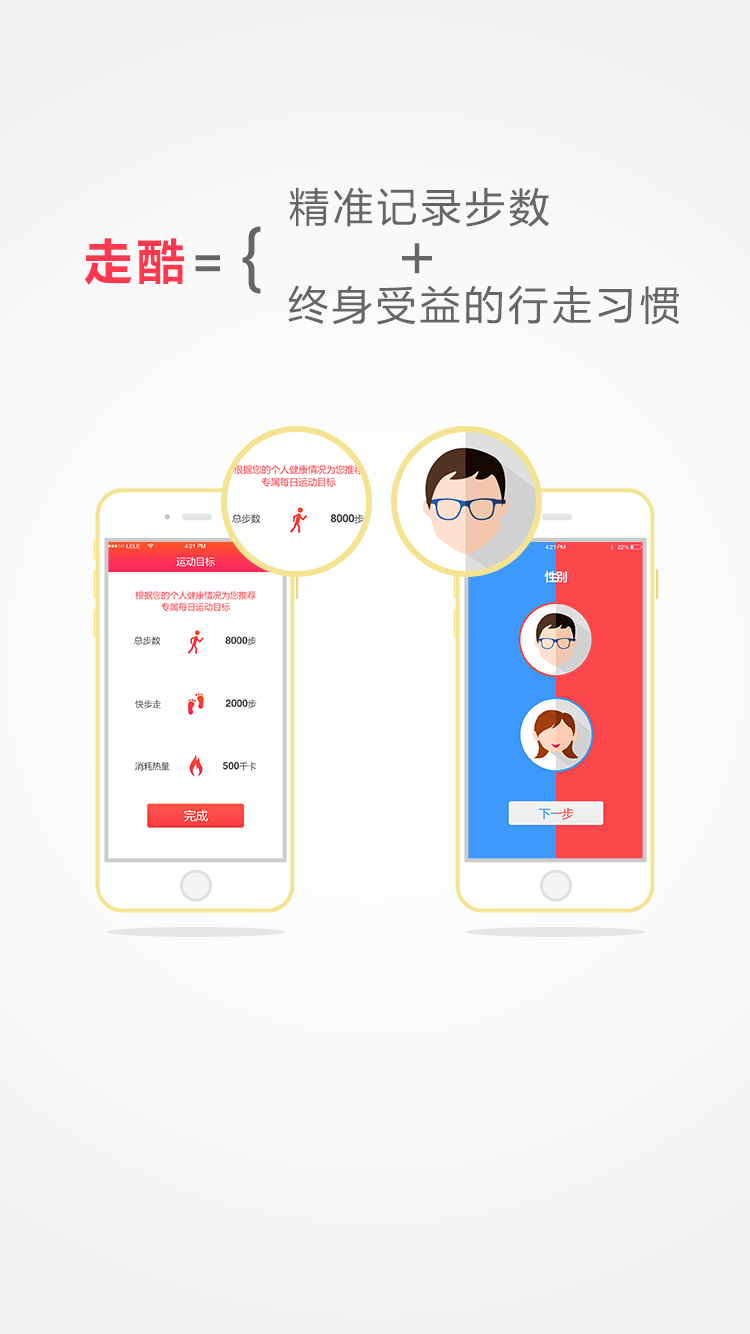 精准记录步数
走酷={
+
终身受益的行走习惯
根据您的个人健康情况为您推荐
专属每日运动目标
总步数 8000步
LELE 4:21 PM
运动目标
根据您的个人健康情况为您推荐
专属每日运动目标
总步数 8000步
快步走 2000步
消耗热量 500千卡
完成
4:21 PM 22%
性别
下一步